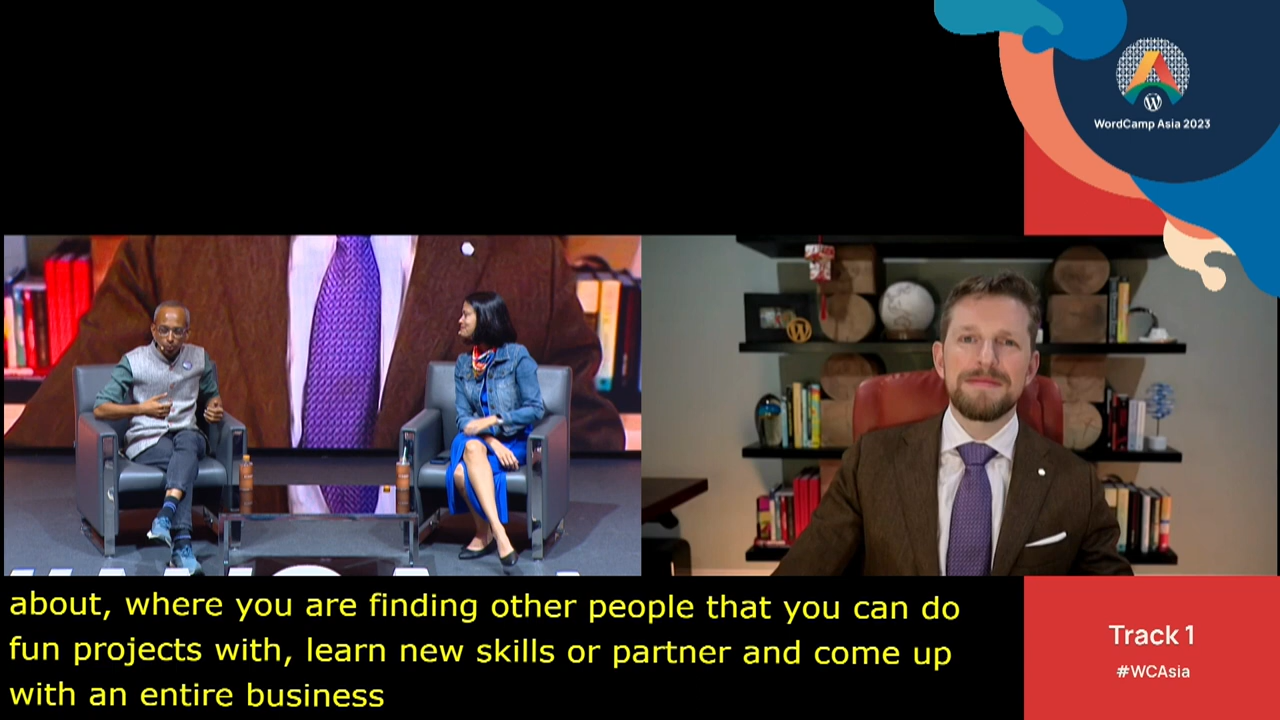 WordCamp Asia 2023
about, where you are finding other people that you can do
fun projects with, learn new skills or partner and come up
with an entire business
Track 1
#WCAsia